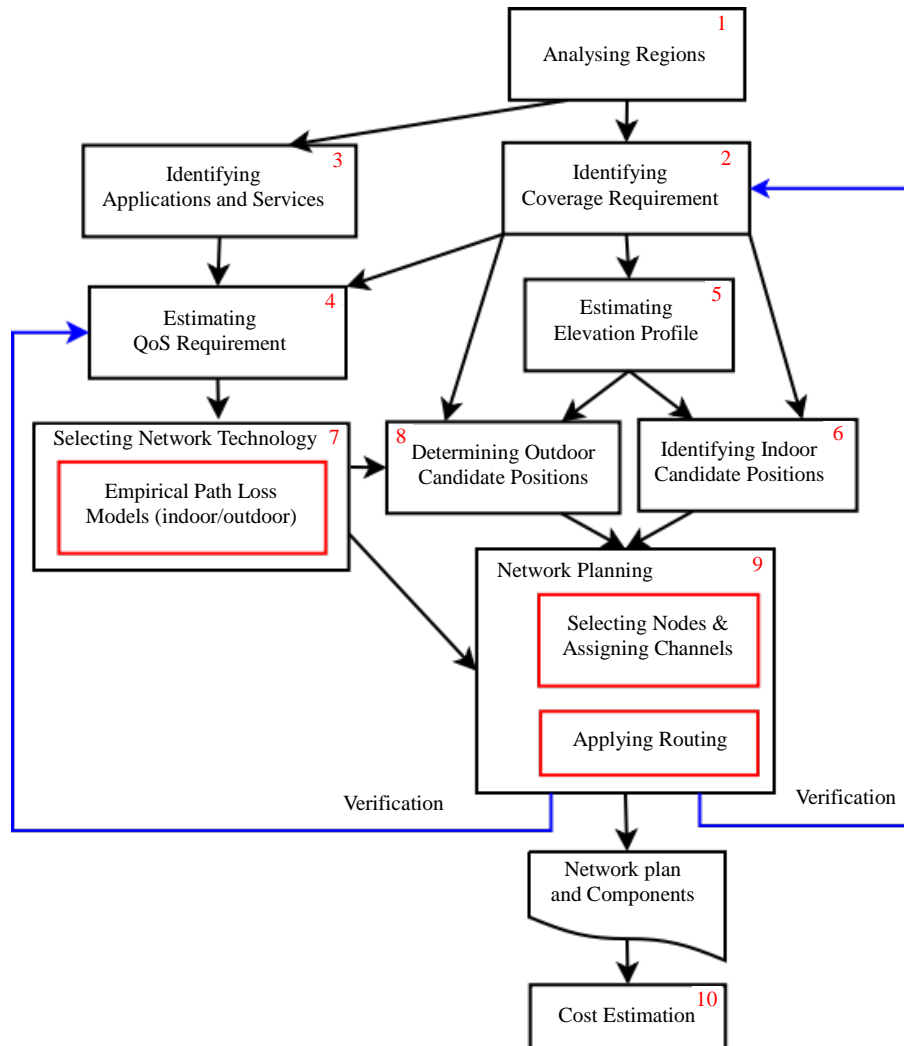 1
Analysing Regions
3
Identifying
Applications and Services
2
Identifying
Coverage Requirement
4
Estimating
QoS Requirement
5
Estimating
Elevation Profile
Selecting Network Technology 7
Empirical Path Loss
Models (indoor/outdoor)
8
Determining Outdoor
Candidate Positions
6
Identifying Indoor
Candidate Positions
Network Planning 9
Selecting Nodes &
Assigning Channels
Applying Routing
Verification
Verification
Network plan
and Components
10
Cost Estimation